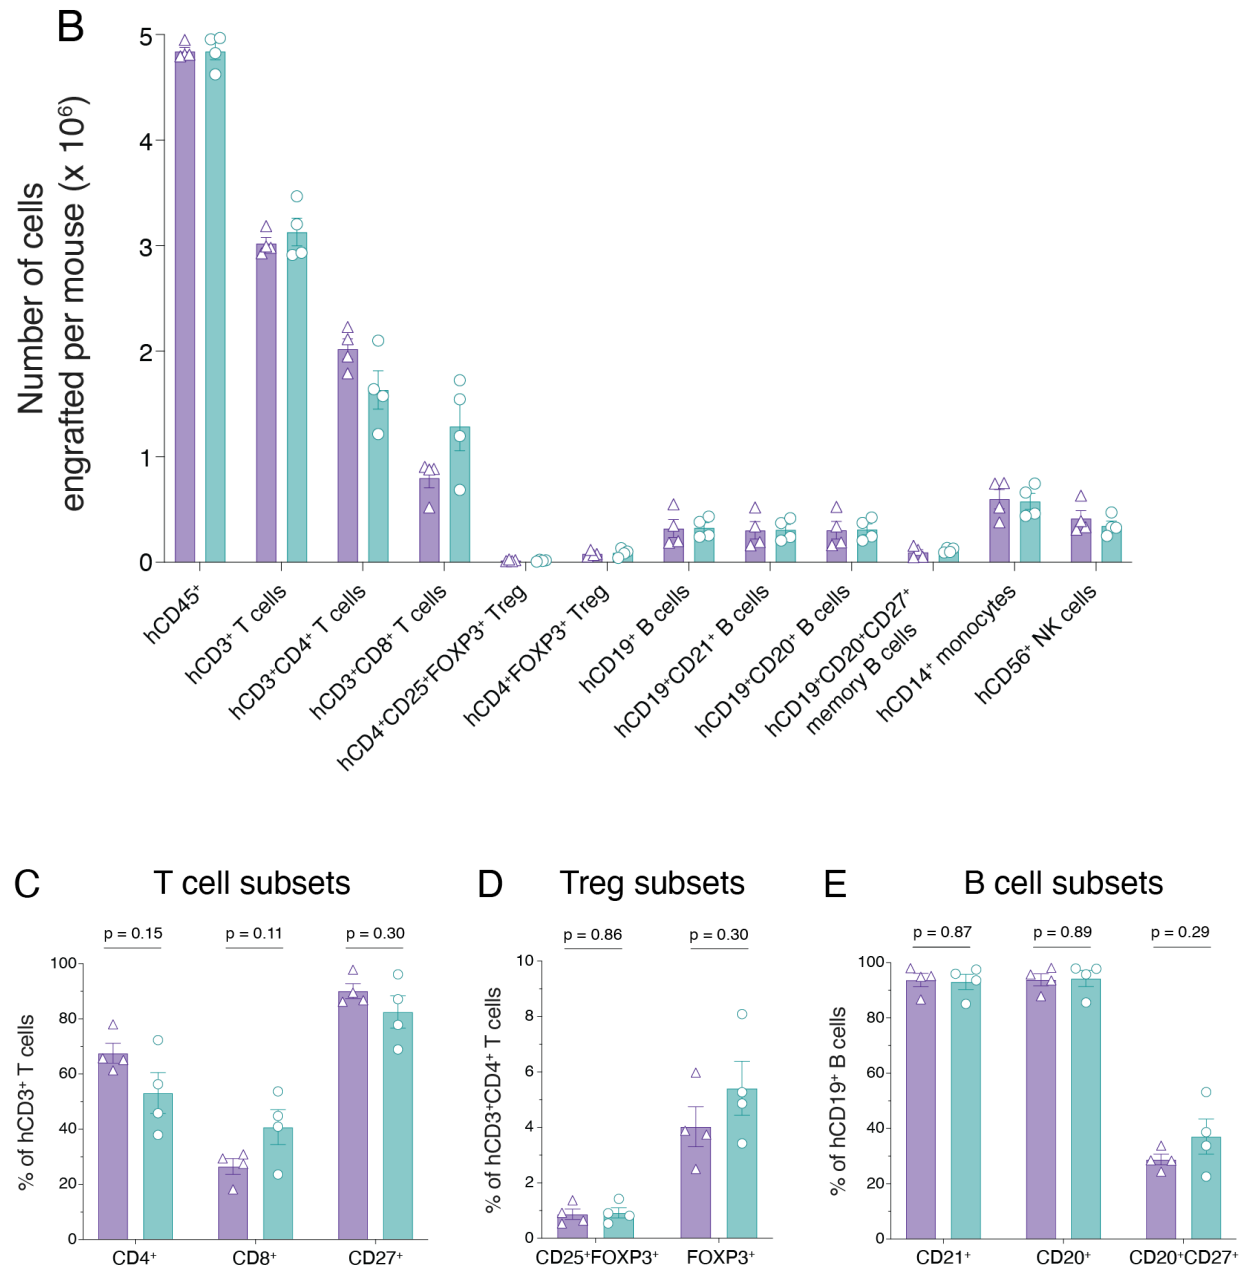 B
Number of cells
engrafted per mouse (x 10⁶)
5
4
3
2
1
0
hCD45⁺
hCD3⁺ T cells
hCD3⁺CD4⁺ T cells
hCD3⁺CD8⁺ T cells
hCD4⁺CD25⁺FOXP3⁺ Treg
hCD4⁺FOXP3⁺ Treg
hCD19⁺ B cells
hCD19⁺CD21⁺ B cells
hCD19⁺CD20⁺ B cells
hCD19⁺CD20⁺CD27⁺
memory B cells
hCD14⁺ monocytes
hCD56⁺ NK cells
C
T cell subsets
p = 0.15
p = 0.11
p = 0.30
% of hCD3⁺ T cells
100
80
60
40
20
0
CD4⁺
CD8⁺
CD27⁺
D
Treg subsets
p = 0.86
p = 0.30
% of hCD3⁺CD4⁺ T cells
10
8
6
4
2
0
CD25⁺FOXP3⁺
FOXP3⁺
E
B cell subsets
p = 0.87
p = 0.89
p = 0.29
% of hCD19⁺ B cells
100
80
60
40
20
0
CD21⁺
CD20⁺
CD20⁺CD27⁺